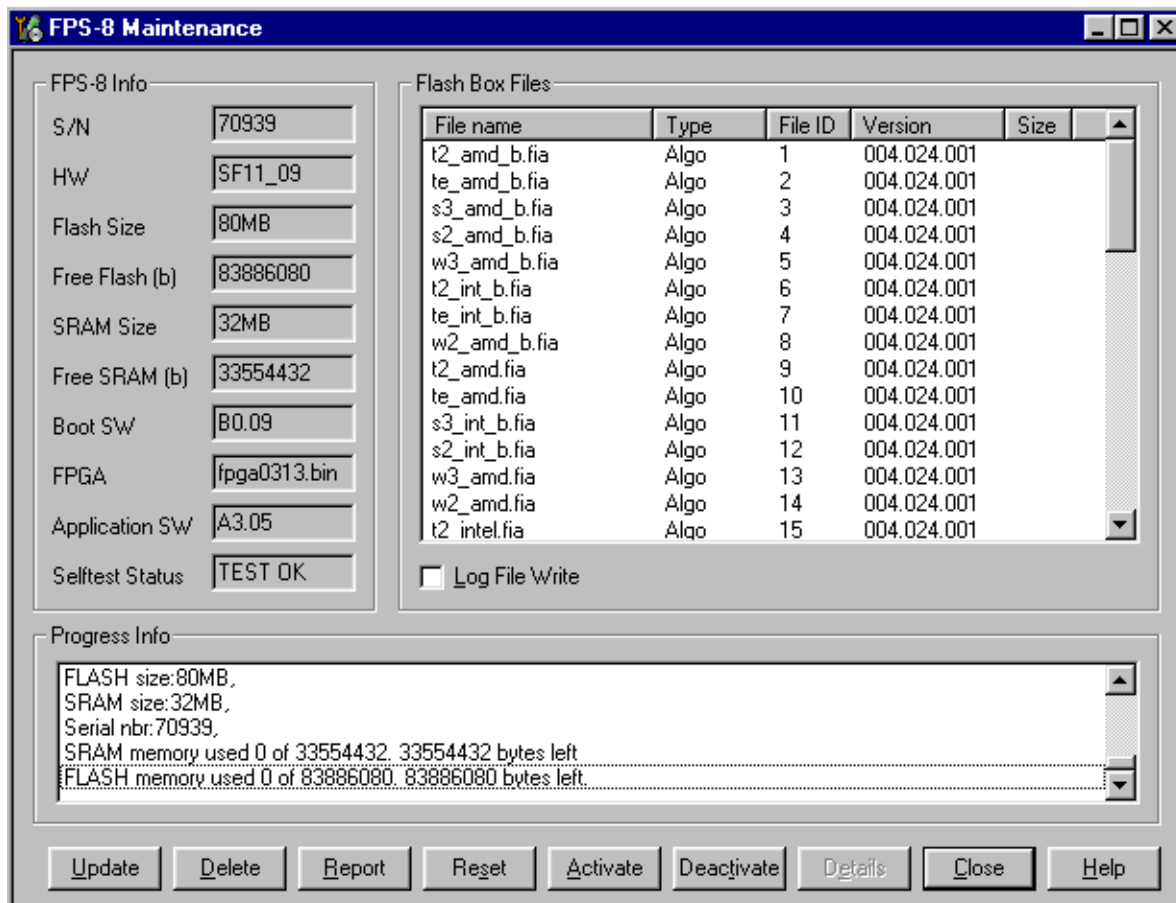 FPS-8 Maintenance
FPS-8 Info
S/N 70939
HW SF11_09
Flash Size 80MB
Free Flash (b) 83886080
SRAM Size 32MB
Free SRAM (b) 33554432
Boot SW B0.09
FPGA fpga0313.bin
Application SW A3.05
Selftest Status TEST OK
Flash Box Files
File name Type File ID Version Size
t2_amd_b.fia Algo 1 004.024.001
te_amd_b.fia Algo 2 004.024.001
s3_amd_b.fia Algo 3 004.024.001
s2_amd_b.fia Algo 4 004.024.001
w3_amd_b.fia Algo 5 004.024.001
t2_int_b.fia Algo 6 004.024.001
te_int_b.fia Algo 7 004.024.001
w2_amd_b.fia Algo 8 004.024.001
t2_amd.fia Algo 9 004.024.001
te_amd.fia Algo 10 004.024.001
s3_int_b.fia Algo 11 004.024.001
s2_int_b.fia Algo 12 004.024.001
w3_amd.fia Algo 13 004.024.001
w2_amd.fia Algo 14 004.024.001
t2_intel.fia Algo 15 004.024.001
Log File Write
Progress Info
FLASH size:80MB,
SRAM size:32MB,
Serial nbr:70939,
SRAM memory used 0 of 33554432. 33554432 bytes left
FLASH memory used 0 of 83886080. 83886080 bytes left.
Update Delete Report Reset Activate Deactivate Details Close Help